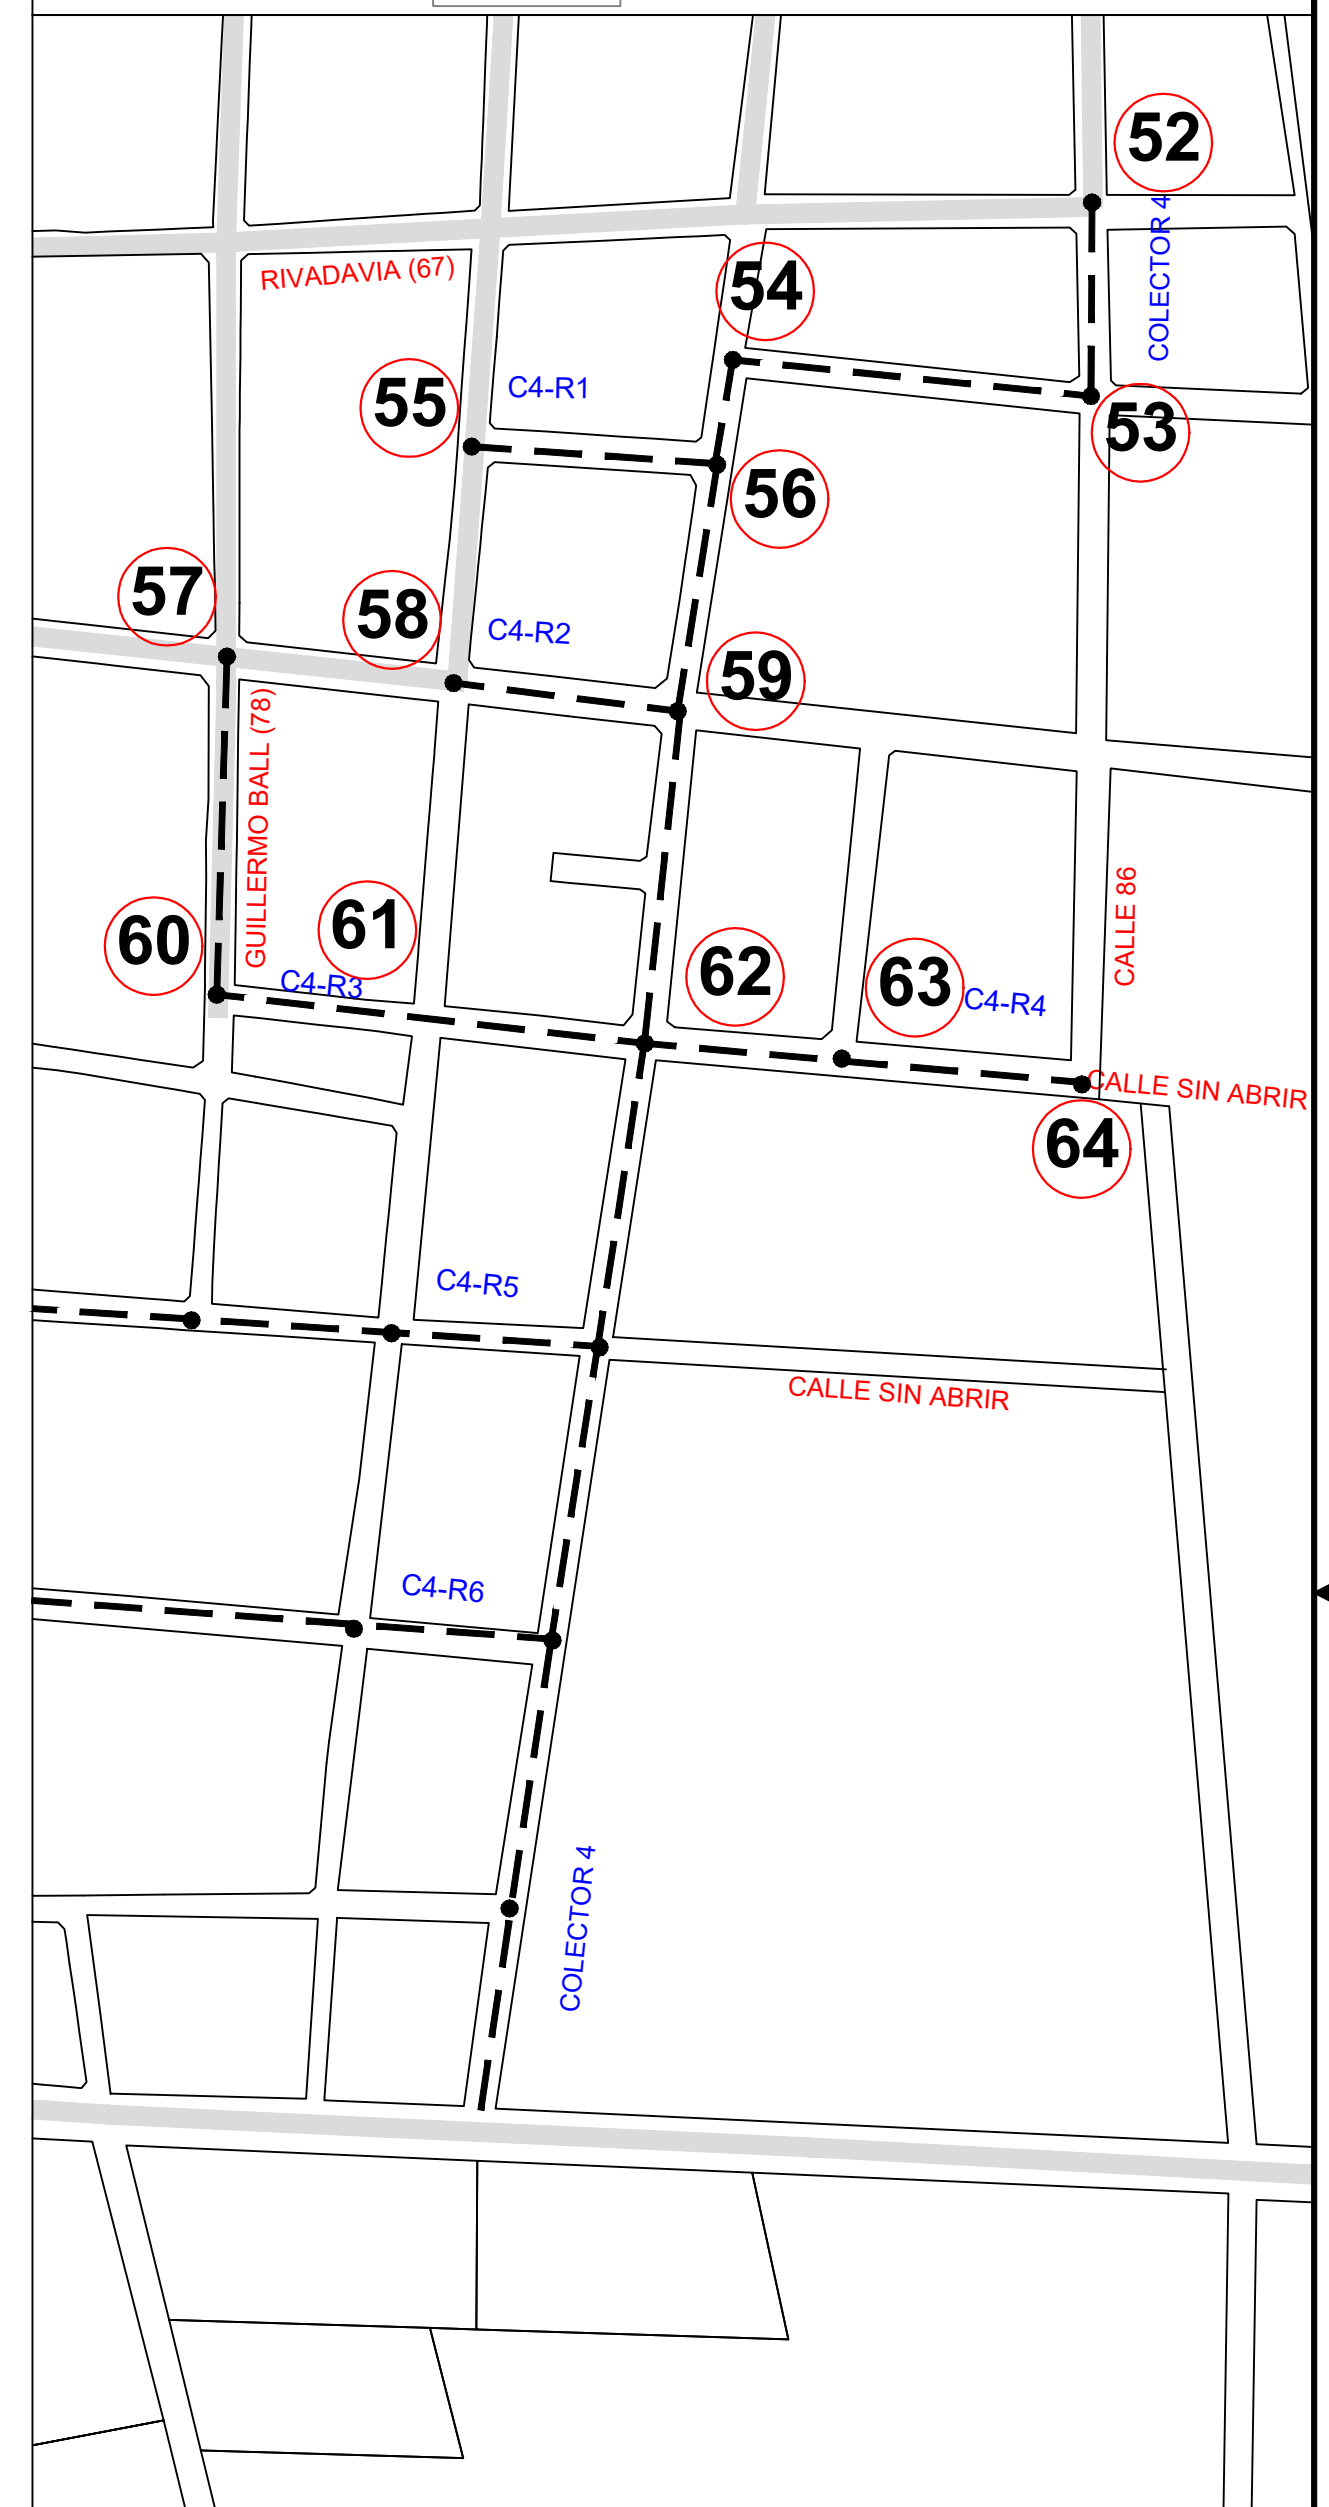 52
COLECTOR 4
RIVADAVIA (67)
54
55
C4-R1
53
56
57
58
C4-R2
59
GUILLERMO BALL (78)
CALLE 86
60
61
C4-R3
62
63
C4-R4
CALLE SIN ABRIR
64
C4-R5
CALLE SIN ABRIR
C4-R6
COLECTOR 4